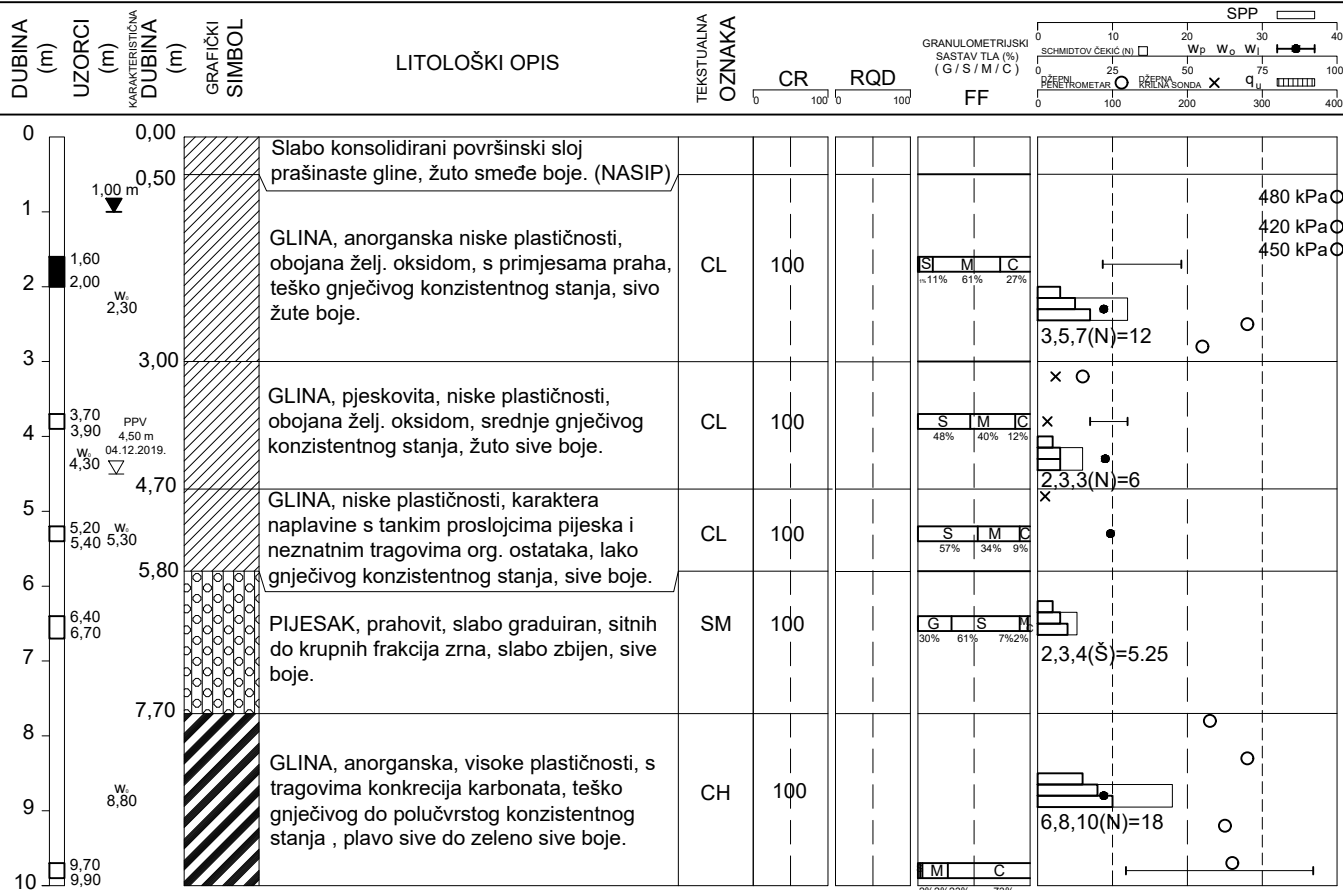 DUBINA (m)
UZORCI (m)
KARAKTERISTIČNA DUBINA (m)
GRAFIČKI SIMBOL
LITOLOŠKI OPIS
TEKSTUALNA OZNAKA
CR
0 100
RQD
0 100
GRANULOMETRIJSKI
SASTAV TLA (%)
( G / S / M / C )
FF
SPP
0 10 20 30 40
SCHMIDTOV ČEKIĆ (N) Wp Wo Wl
0 25 50 75 100
DŽEPNI PENETROMETAR DŽEPNA KRILNA SONDA qu
0 100 200 300 400
0
0,00
Slabo konsolidirani površinski sloj
prašinaste gline, žuto smeđe boje. (NASIP)
0,50
1,00 m
480 kPa
1
420 kPa
450 kPa
GLINA, anorganska niske plastičnosti,
obojana želj. oksidom, s primjesama praha,
teško gnječivog konzistentnog stanja, sivo
žute boje.
CL
100
1,60
2,00
S M C
11% 61% 27%
2
W₀
2,30
3,5,7(N)=12
3
3,00
GLINA, pjeskovita, niske plastičnosti,
obojana želj. oksidom, srednje gnječivog
konzistentnog stanja, žuto sive boje.
CL
100
3,70
3,90
PPV
4,50 m
04.12.2019.
S M C
48% 40% 12%
4
W₀
4,30
2,3,3(N)=6
4,70
5
GLINA, niske plastičnosti, karaktera
naplavine s tankim proslojcima pijeska i
neznatnim tragovima org. ostataka, lako
gnječivog konzistentnog stanja, sive boje.
CL
100
5,20
5,40
W₀
5,30
S M C
57% 34% 9%
5,80
6
PIJESAK, prahovit, slabo graduiran, sitnih
do krupnih frakcija zrna, slabo zbijen, sive
boje.
SM
100
6,40
6,70
G S M C
30% 61% 7% 2%
2,3,4(Š)=5.25
7
7,70
8
GLINA, anorganska, visoke plastičnosti, s
tragovima konkrecija karbonata, teško
gnječivog do polučvrstog konzistentnog
stanja , plavo sive do zeleno sive boje.
CH
100
W₀
8,80
6,8,10(N)=18
9
9,70
9,90
M C
10